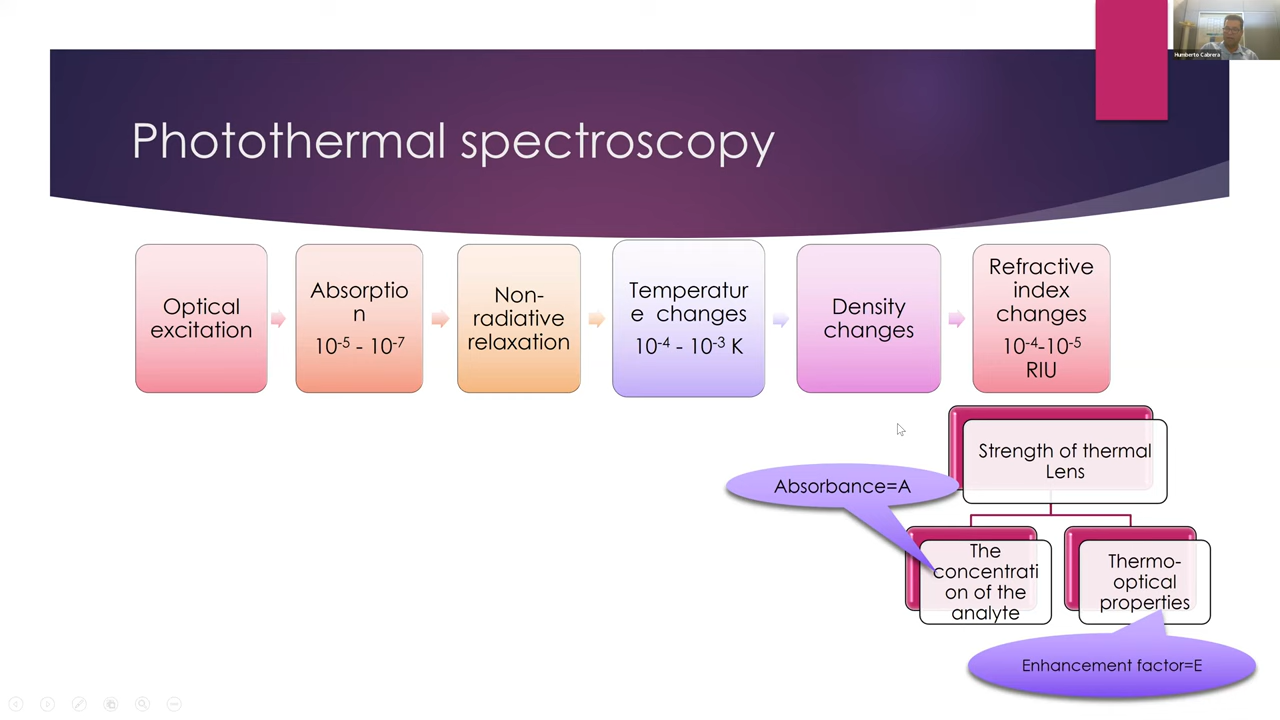 Humberto Cabrera
Photothermal spectroscopy
Optical
excitation
Absorptio
n
10⁻⁵ - 10⁻⁷
Non-
radiative
relaxation
Temperatur
e changes
10⁻⁴ - 10⁻³ K
Density
changes
Refractive
index
changes
10⁻⁴-10⁻⁵
RIU
Strength of thermal
Lens
Absorbance=A
The
concentrati
on of the
analyte
Thermo-
optical
properties
Enhancement factor=E